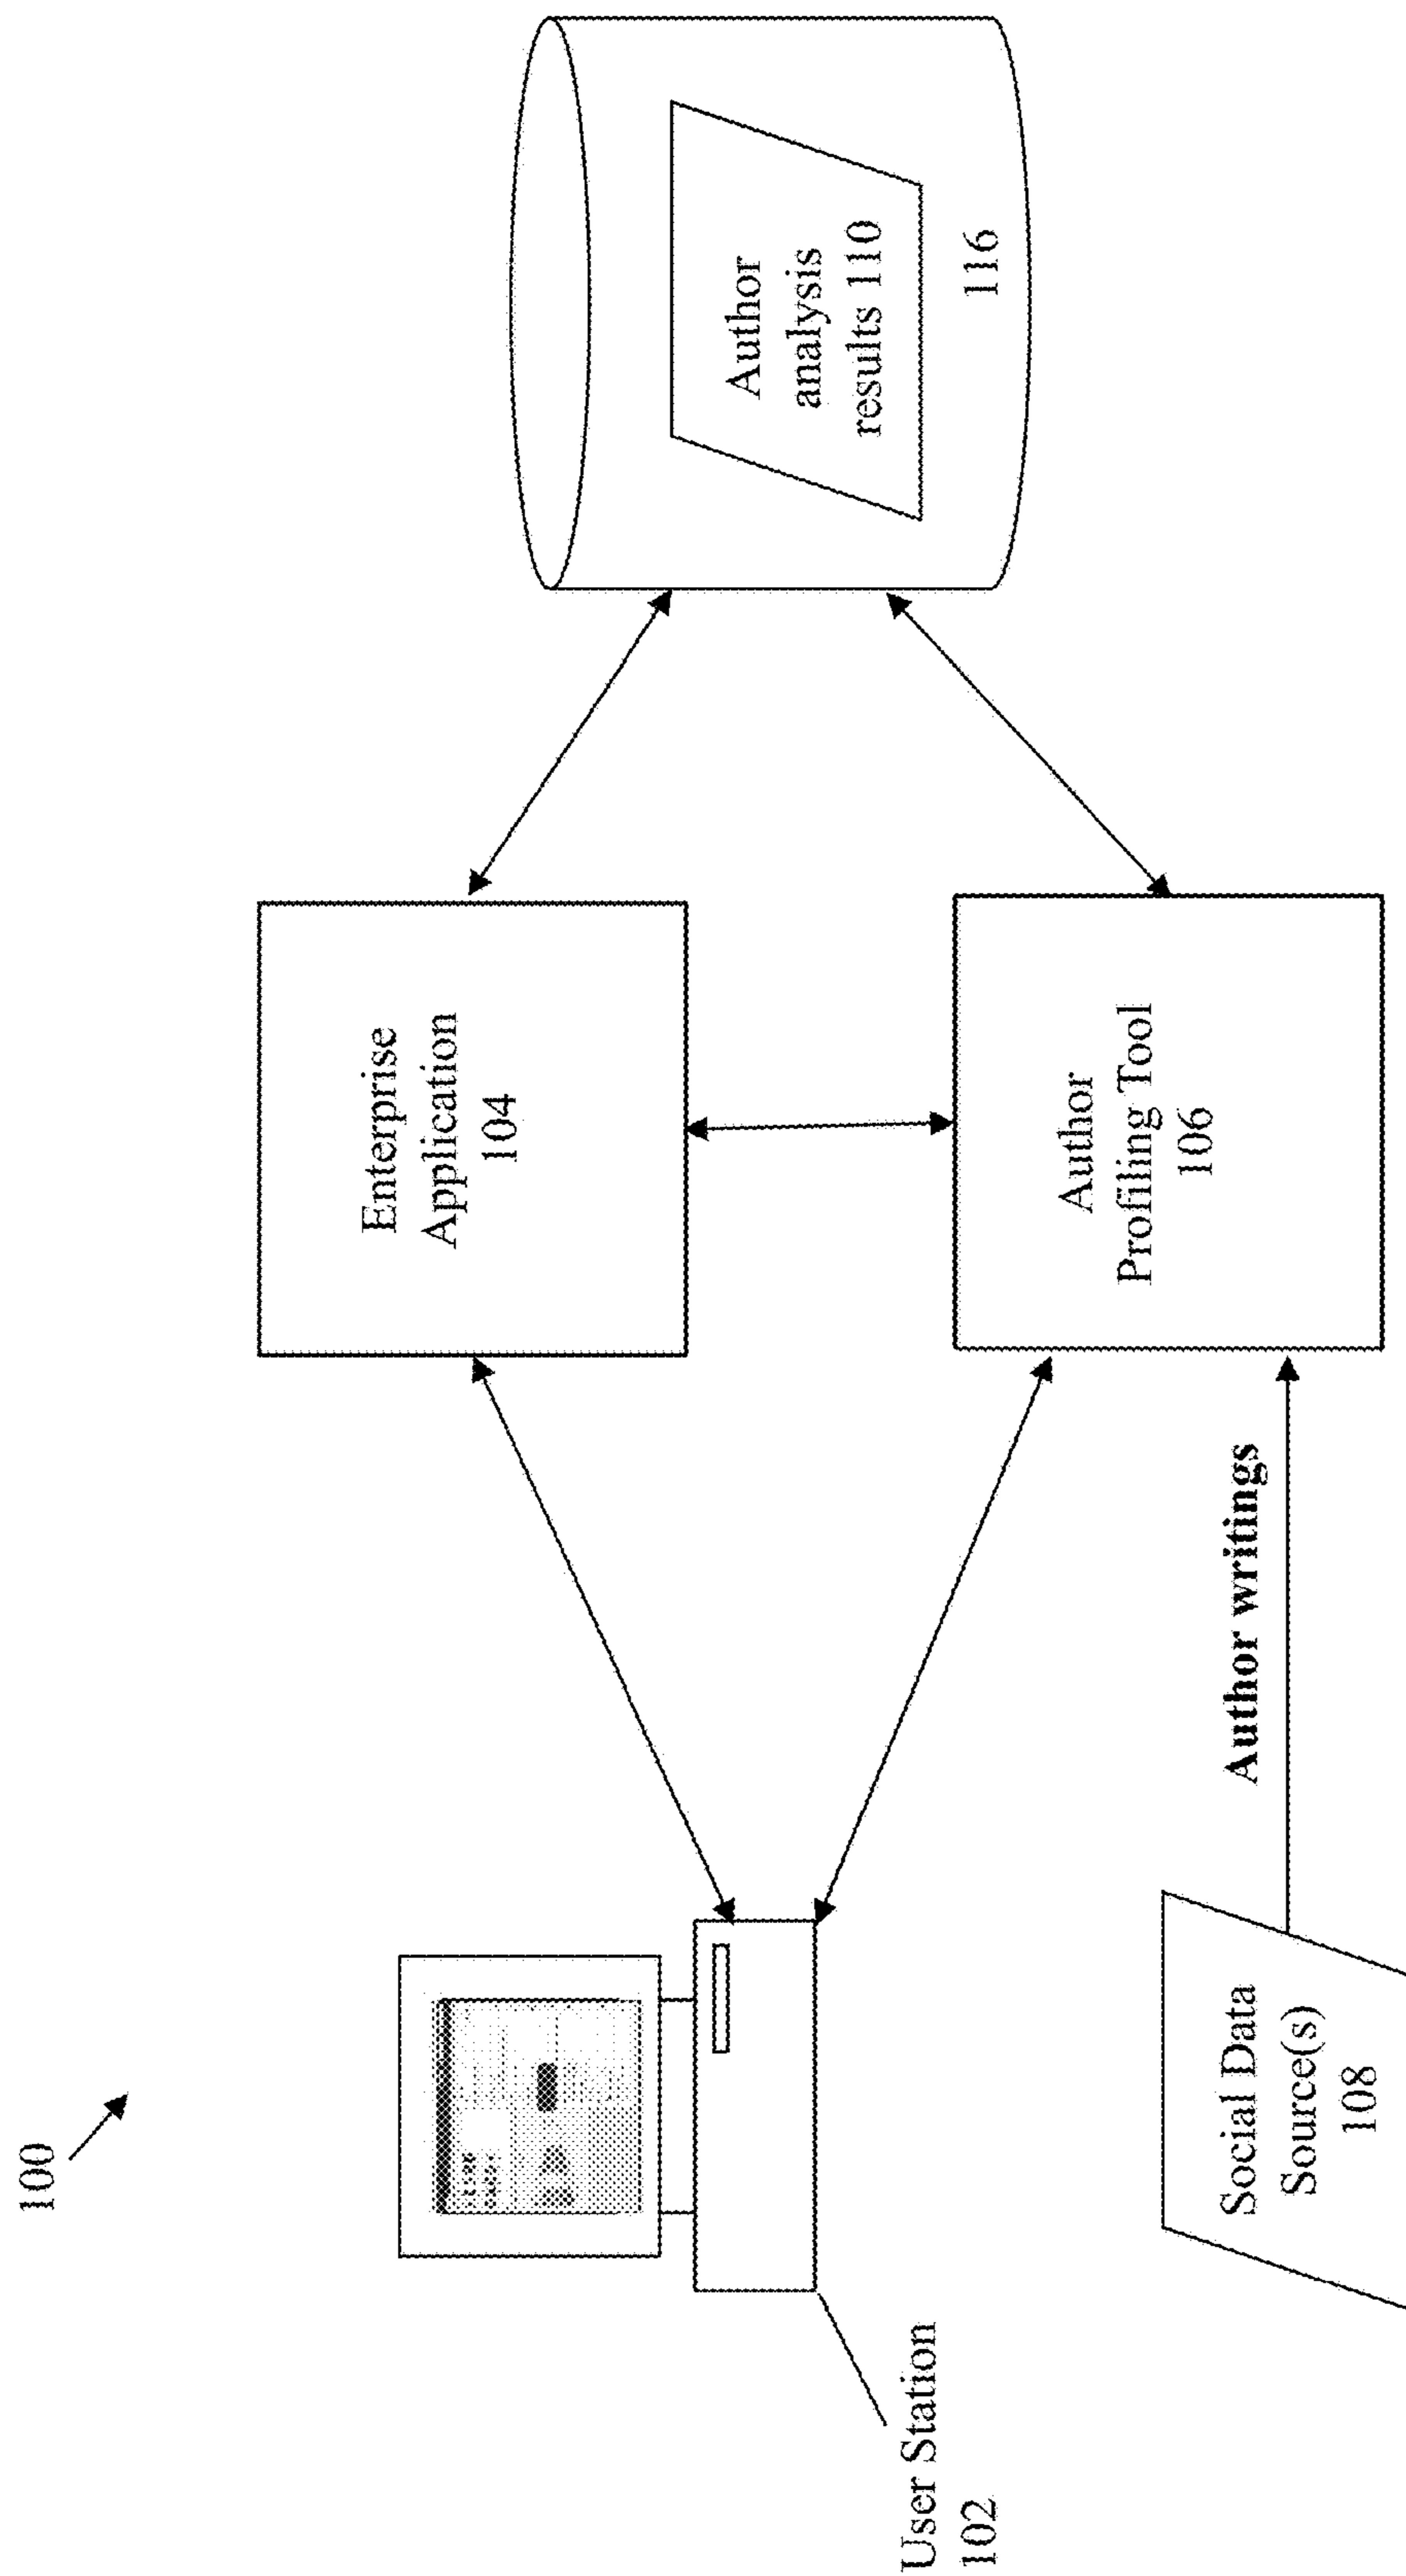 100
User Station
102
Enterprise
Application
104
Author
analysis
results 110
116
Author
Profiling Tool
106
Author writings
Social Data
Source(s)
108